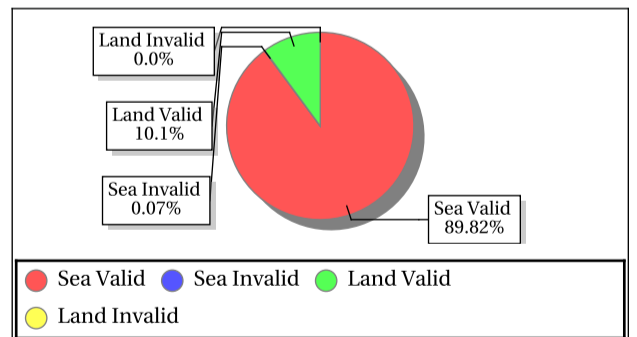 Land Invalid
0.0%
Land Valid
10.1%
Sea Invalid
0.07%
Sea Valid
89.82%
Sea Valid Sea Invalid Land Valid
Land Invalid